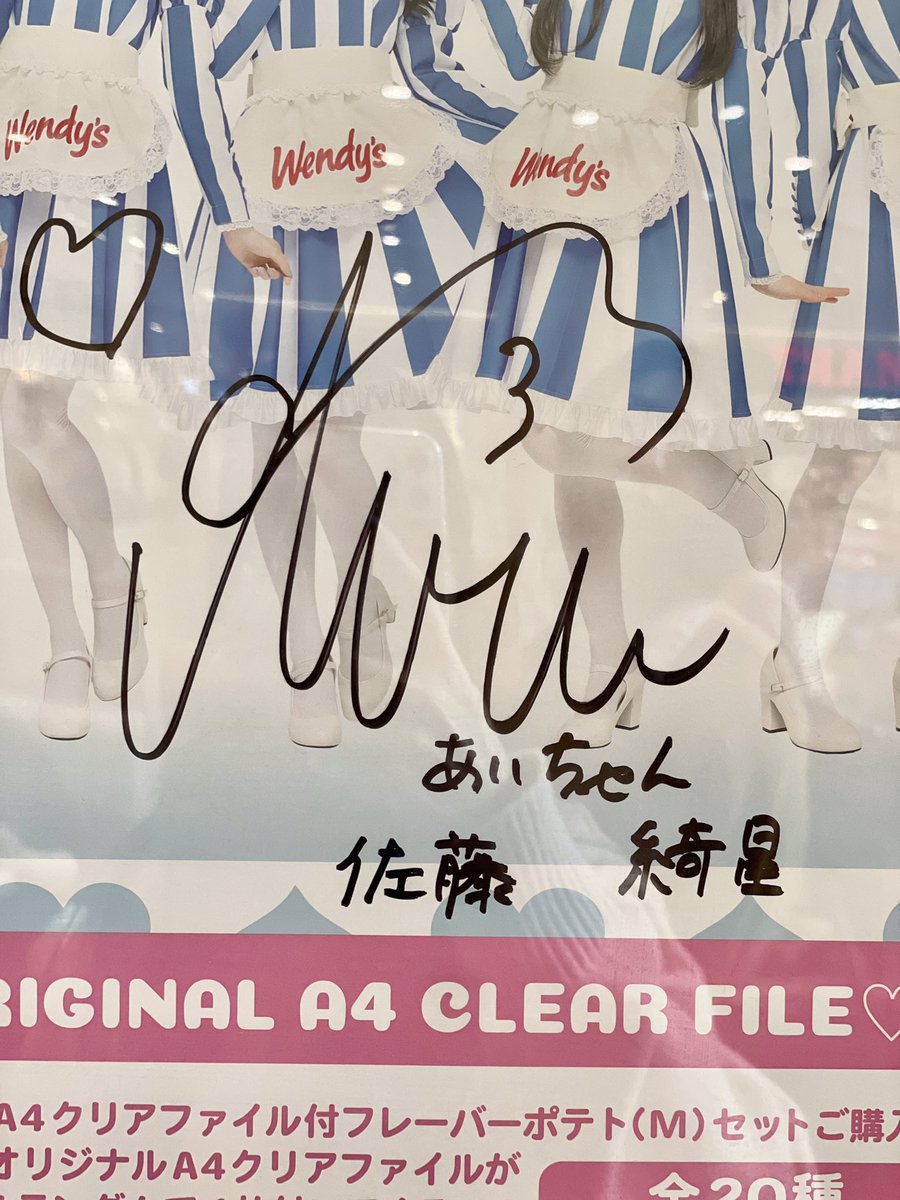 Wendy's
Wendy's
Wendy's
あいちゃん
佐藤 綺星
RIGINAL A4 CLEAR FILE♡
A4クリアファイル付フレーバーポテト(M)セットご購入
オリジナルA4クリアファイルが
全20種